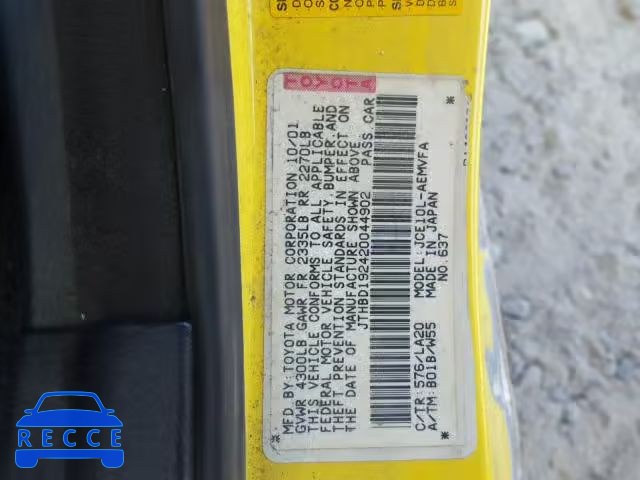 TOYOTA
MFD BY TOYOTA MOTOR CORPORATION 10/01
GVWR 4300LB GAWR FR 2335LB RR 2270LB
THIS VEHICLE CONFORMS TO ALL APPLICABLE
FEDERAL MOTOR VEHICLE SAFETY, BUMPER, AND
THEFT PREVENTION STANDARDS IN EFFECT ON
THE DATE OF MANUFACTURE SHOWN ABOVE.
JTHBD192420044902 PASS CAR
C/TR:576/LA20 MODEL:JCE10L-AEMVFA
A/TM:B01B/W55 MADE IN JAPAN
NO.637
RECCE